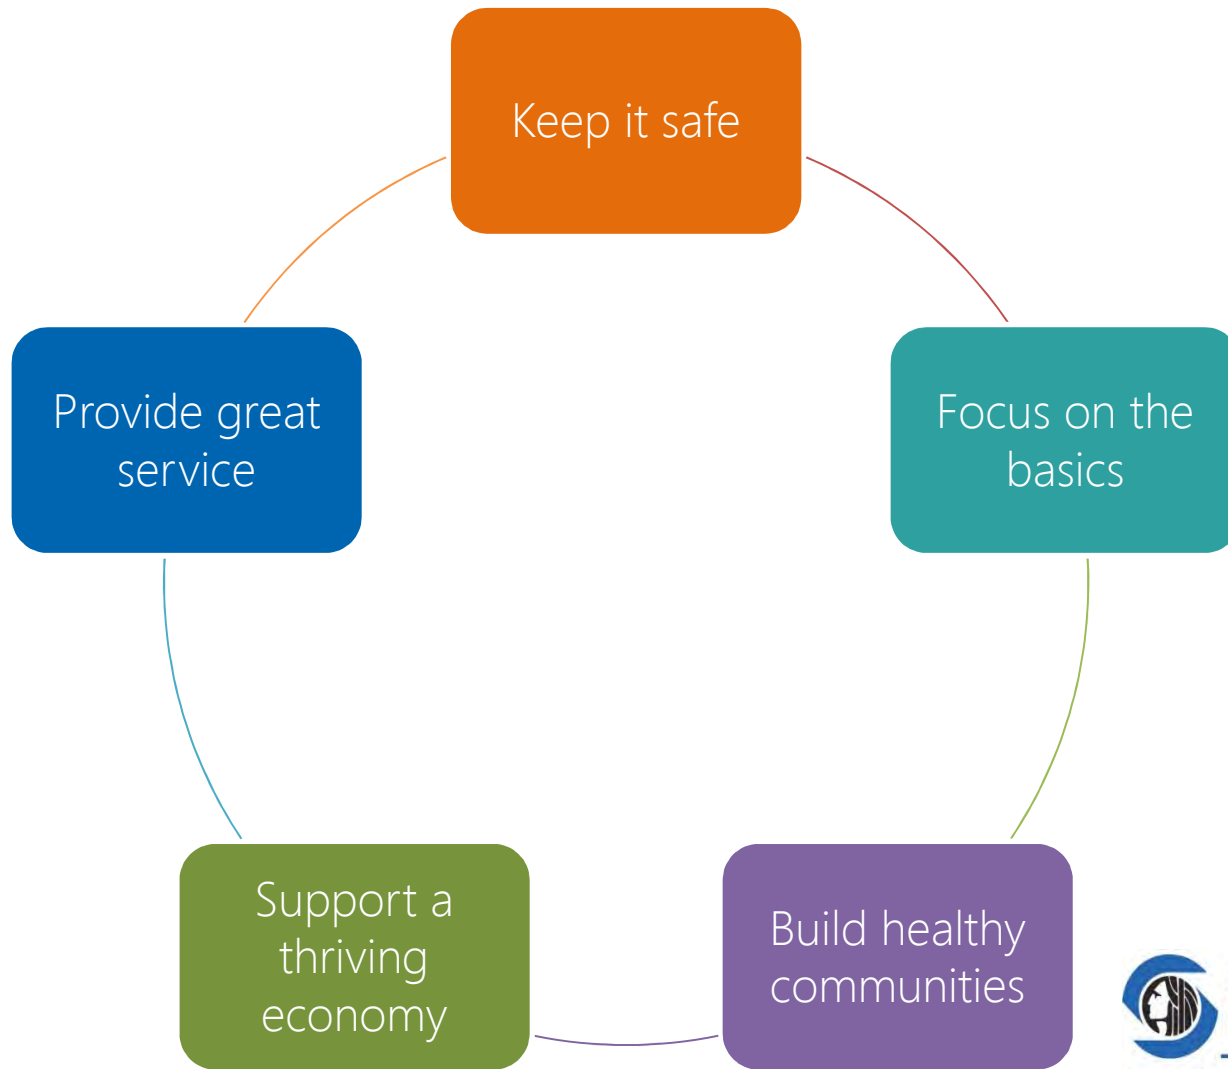 Keep it safe
Focus on the
basics
Build healthy
communities
Support a
thriving
economy
Provide great
service